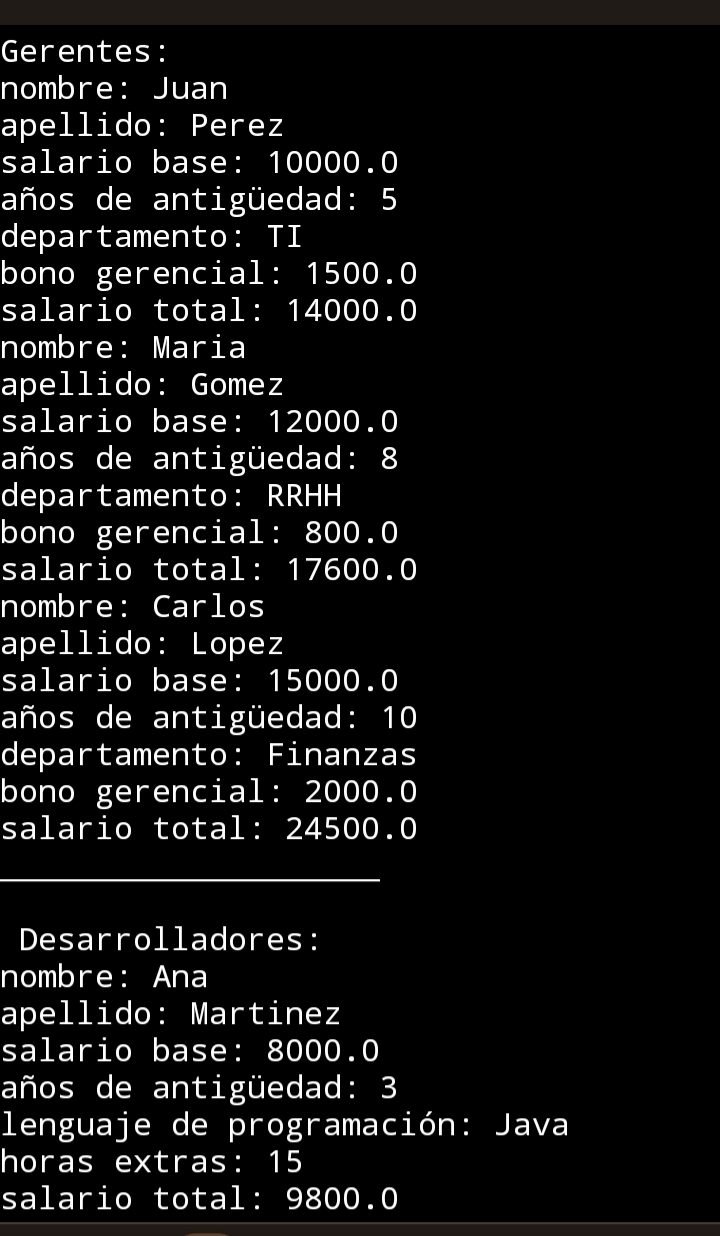 Gerentes:
nombre: Juan
apellido: Perez
salario base: 10000.0
años de antigüedad: 5
departamento: TI
bono gerencial: 1500.0
salario total: 14000.0
nombre: Maria
apellido: Gomez
salario base: 12000.0
años de antigüedad: 8
departamento: RRHH
bono gerencial: 800.0
salario total: 17600.0
nombre: Carlos
apellido: Lopez
salario base: 15000.0
años de antigüedad: 10
departamento: Finanzas
bono gerencial: 2000.0
salario total: 24500.0
____________________
Desarrolladores:
nombre: Ana
apellido: Martinez
salario base: 8000.0
años de antigüedad: 3
lenguaje de programación: Java
horas extras: 15
salario total: 9800.0